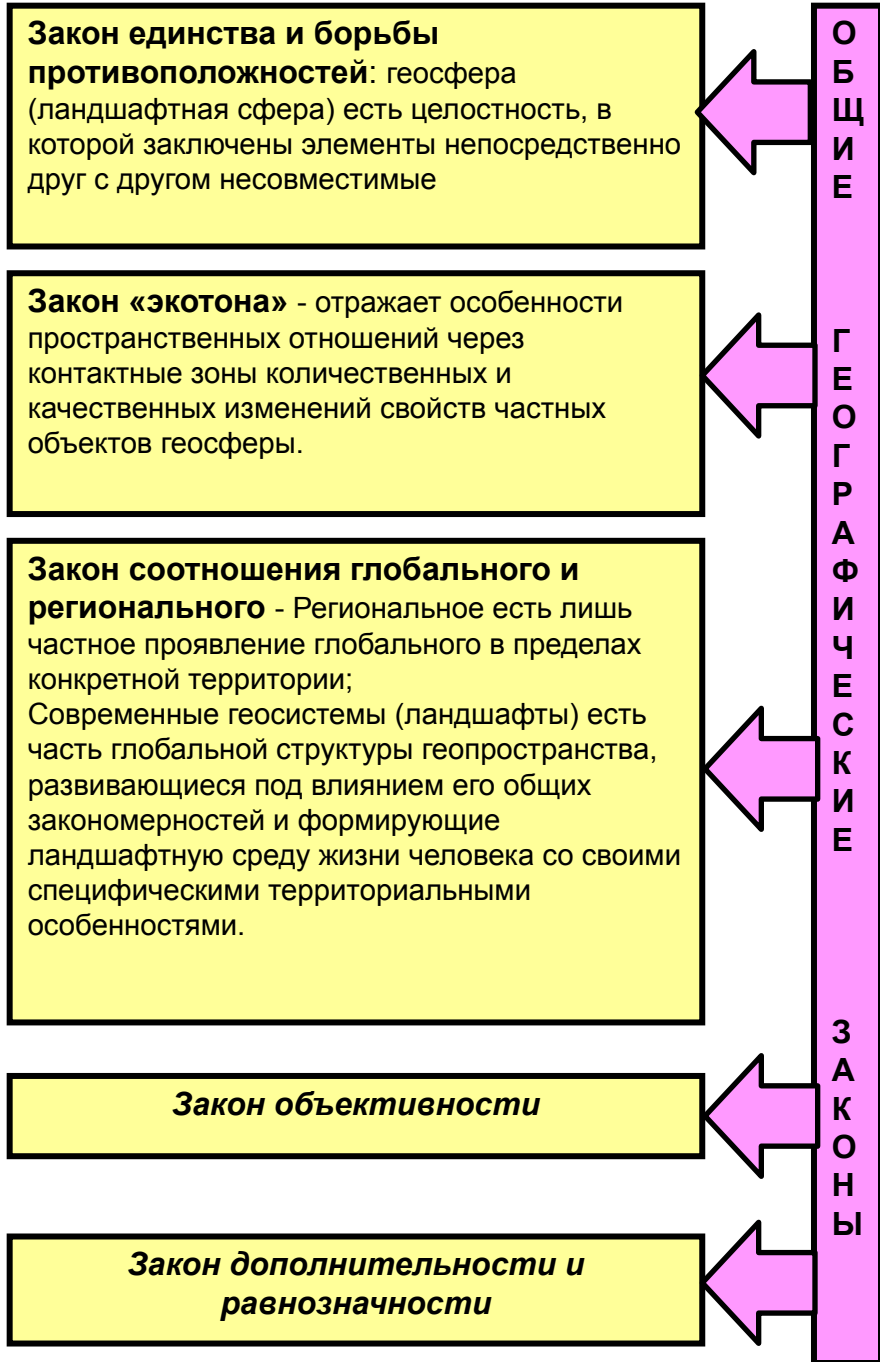 Закон единства и борьбы
противоположностей: геосфера
(ландшафтная сфера) есть целостность, в
которой заключены элементы непосредственно
друг с другом несовместимые
Закон «экотона» - отражает особенности
пространственных отношений через
контактные зоны количественных и
качественных изменений свойств частных
объектов геосферы.
Закон соотношения глобального и
регионального - Региональное есть лишь
частное проявление глобального в пределах
конкретной территории;
Современные геосистемы (ландшафты) есть
часть глобальной структуры геопространства,
развивающиеся под влиянием его общих
закономерностей и формирующие
ландшафтную среду жизни человека со своими
специфическими территориальными
особенностями.
Закон объективности
Закон дополнительности и
равнозначности
ОБЩИЕ ГЕОГРАФИЧЕСКИЕ ЗАКОНЫ